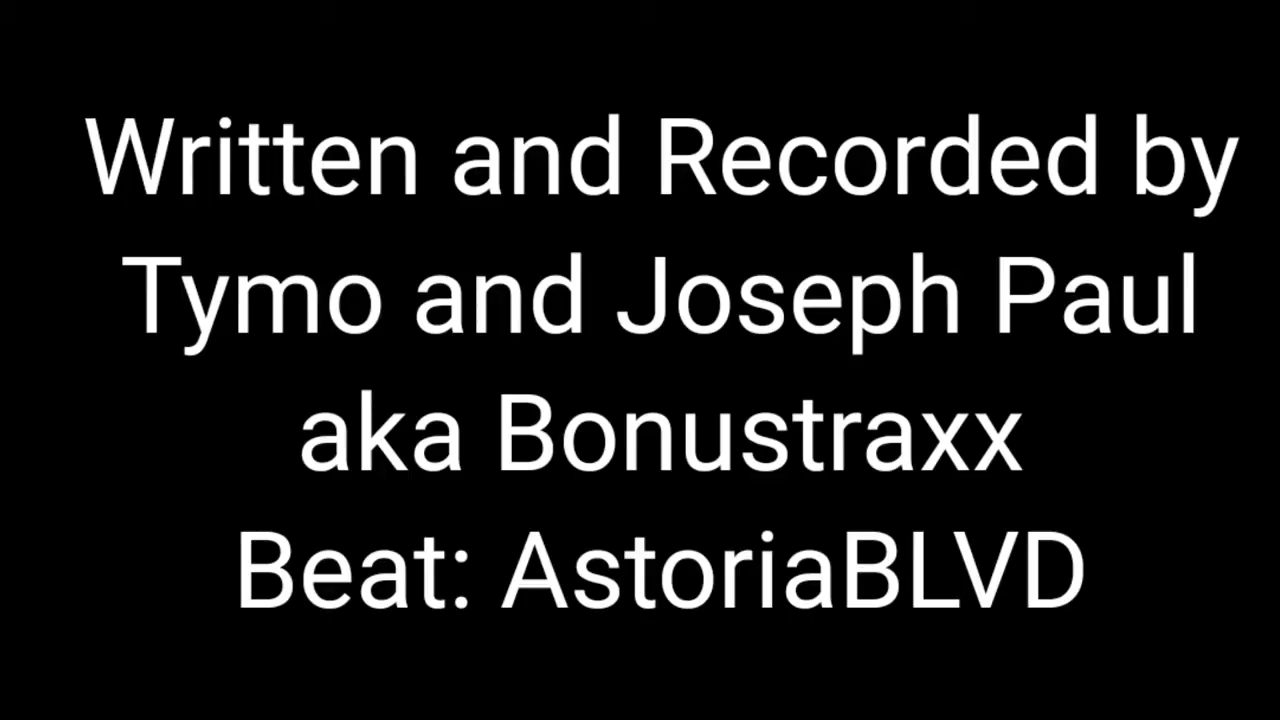 Written and Recorded by
Tymo and Joseph Paul
aka Bonustraxx
Beat: AstoriaBLVD